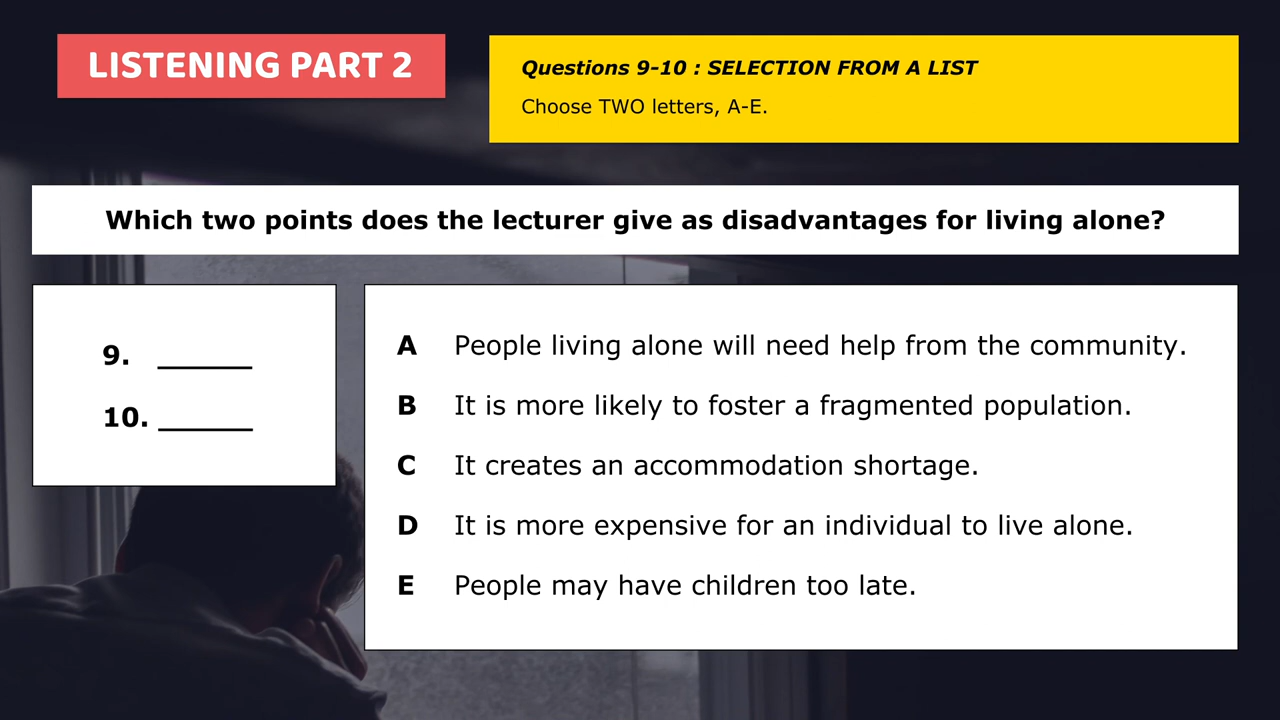 LISTENING PART 2
Questions 9-10 : SELECTION FROM A LIST
Choose TWO letters, A-E.
Which two points does the lecturer give as disadvantages for living alone?
9. ______
10. ______
A People living alone will need help from the community.
B It is more likely to foster a fragmented population.
C It creates an accommodation shortage.
D It is more expensive for an individual to live alone.
E People may have children too late.